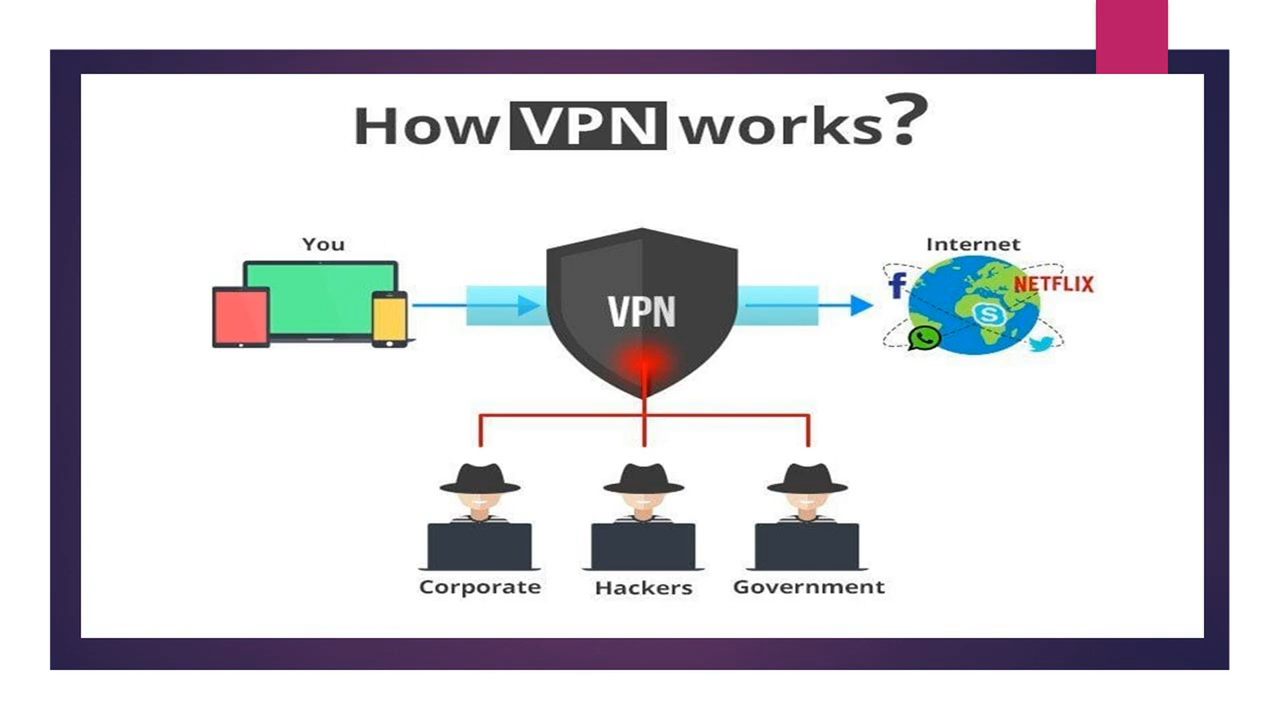 How VPN works?
You
Internet
VPN
f
NETFLIX
S
Corporate
Hackers
Government